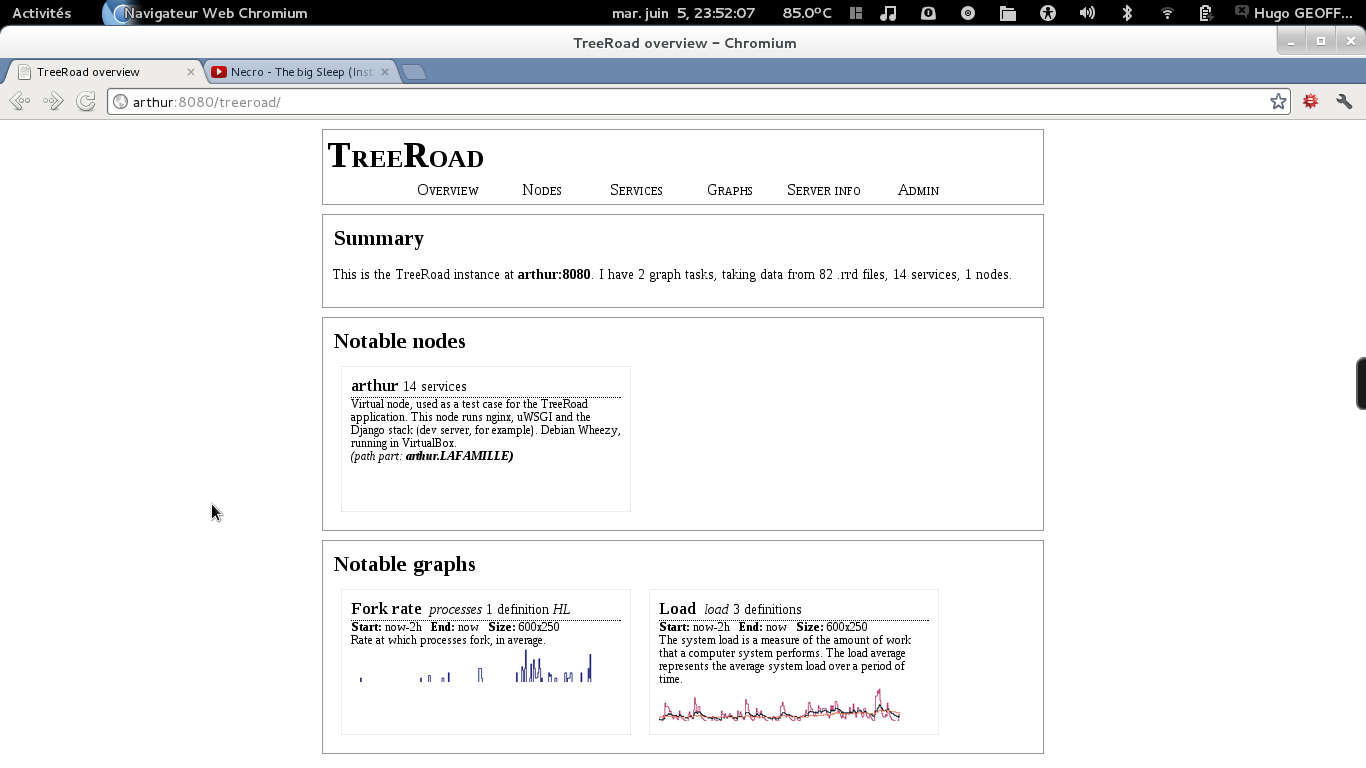 Activités Navigateur Web Chromium mar. juin 5, 23:52:07 85.0°C Hugo GEOFF...
TreeRoad overview - Chromium
TreeRoad overview Necro - The big Sleep (Inst
arthur:8080/treeroad/
TreeRoad
Overview Nodes Services Graphs Server info Admin
Summary
This is the TreeRoad instance at arthur:8080. I have 2 graph tasks, taking data from 82 .rrd files, 14 services, 1 nodes.
Notable nodes
arthur 14 services
Virtual node, used as a test case for the TreeRoad
application. This node runs nginx, uWSGI and the
Django stack (dev server, for example). Debian Wheezy,
running in VirtualBox.
(path part: arthur.LAFAMILLE)
Notable graphs
Fork rate processes 1 definition HL
Start: now-2h End: now Size: 600x250
Rate at which processes fork, in average.
Load load 3 definitions
Start: now-2h End: now Size: 600x250
The system load is a measure of the amount of work
that a computer system performs. The load average
represents the average system load over a period of
time.